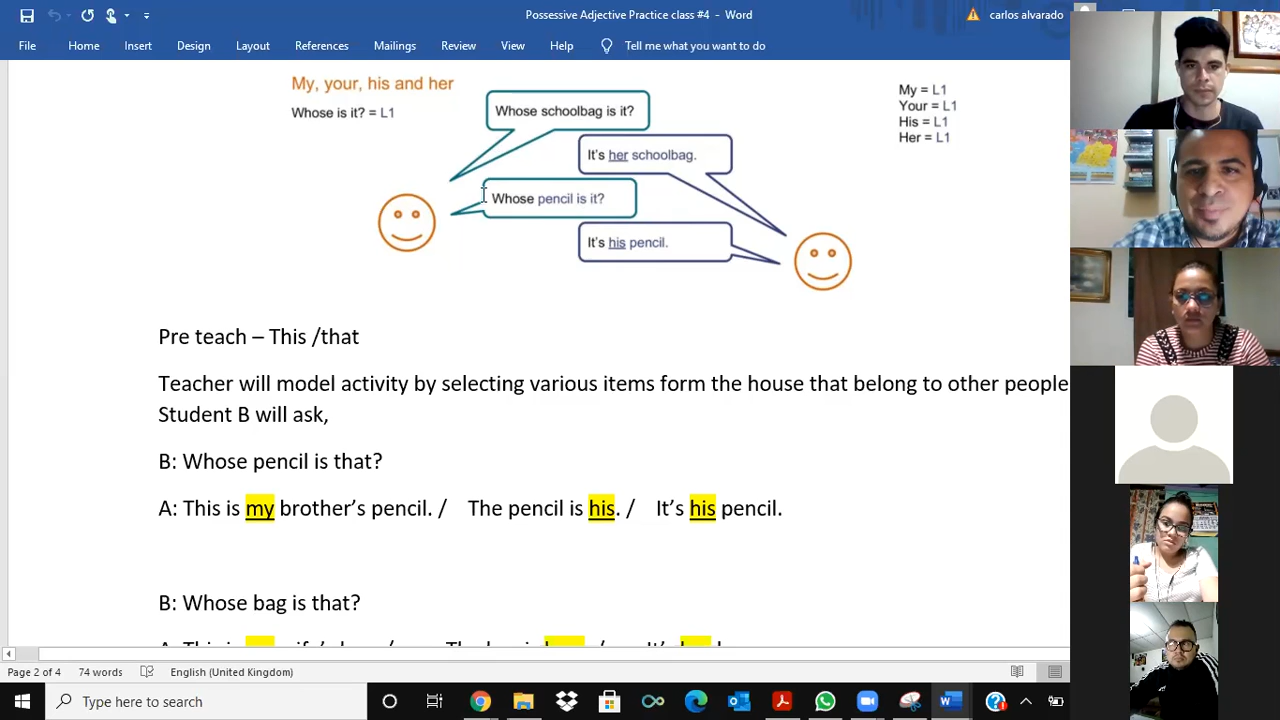 Possessive Adjective Practice class #4 - Word
carlos alvarado
File Home Insert Design Layout References Mailings Review View Help Tell me what you want to do
My, your, his and her
Whose is it? = L1
Whose schoolbag is it?
It's her schoolbag.
Whose pencil is it?
It's his pencil.
My = L1
Your = L1
His = L1
Her = L1
Pre teach – This /that
Teacher will model activity by selecting various items form the house that belong to other people
Student B will ask,
B: Whose pencil is that?
A: This is my brother's pencil. / The pencil is his. / It's his pencil.
B: Whose bag is that?
Page 2 of 4 74 words English (United Kingdom)
Type here to search